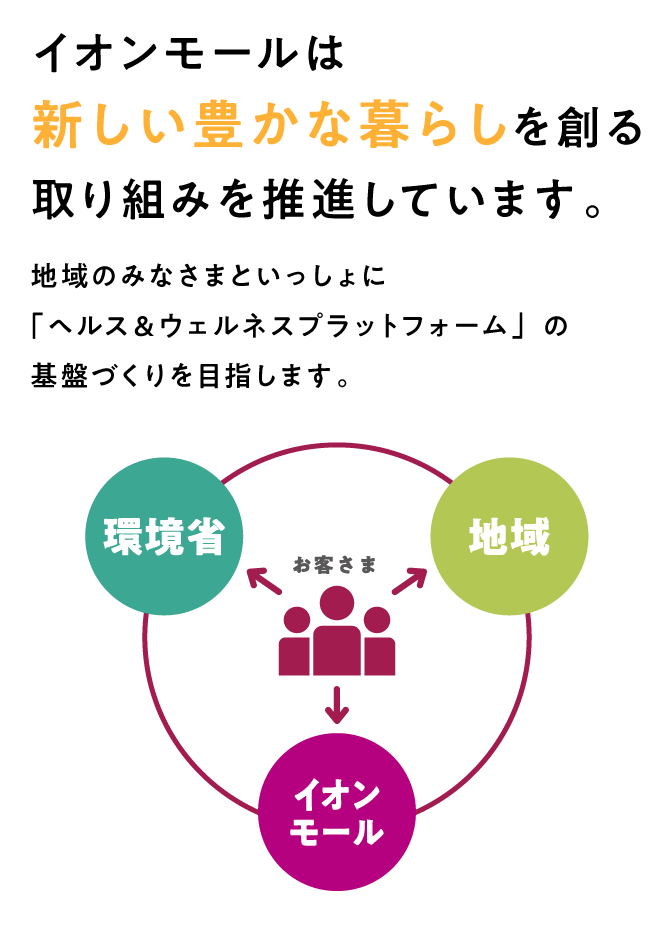 イオンモールは
新しい豊かな暮らしを創る
取り組みを推進しています。
地域のみなさまといっしょに
「ヘルス＆ウェルネスプラットフォーム」の
基盤づくりを目指します。
環境省
地域
お客さま
イオン
モール